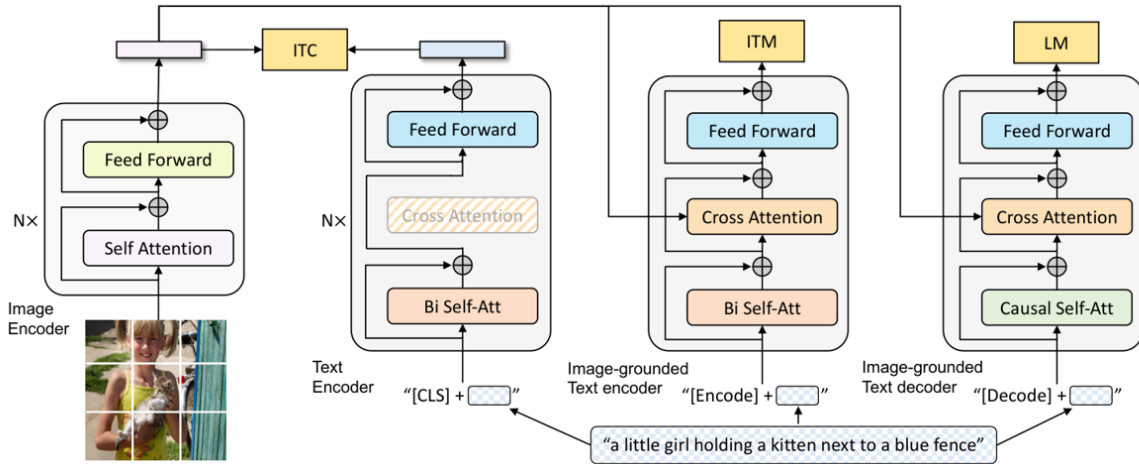 ITC
ITM
LM
Feed Forward
Self Attention
N×
Image
Encoder
Feed Forward
Cross Attention
Bi Self-Att
N×
Text
Encoder
"[CLS] + "
Feed Forward
Cross Attention
Bi Self-Att
Image-grounded
Text encoder
"[Encode] + "
Feed Forward
Cross Attention
Causal Self-Att
Image-grounded
Text decoder
"[Decode] + "
"a little girl holding a kitten next to a blue fence"